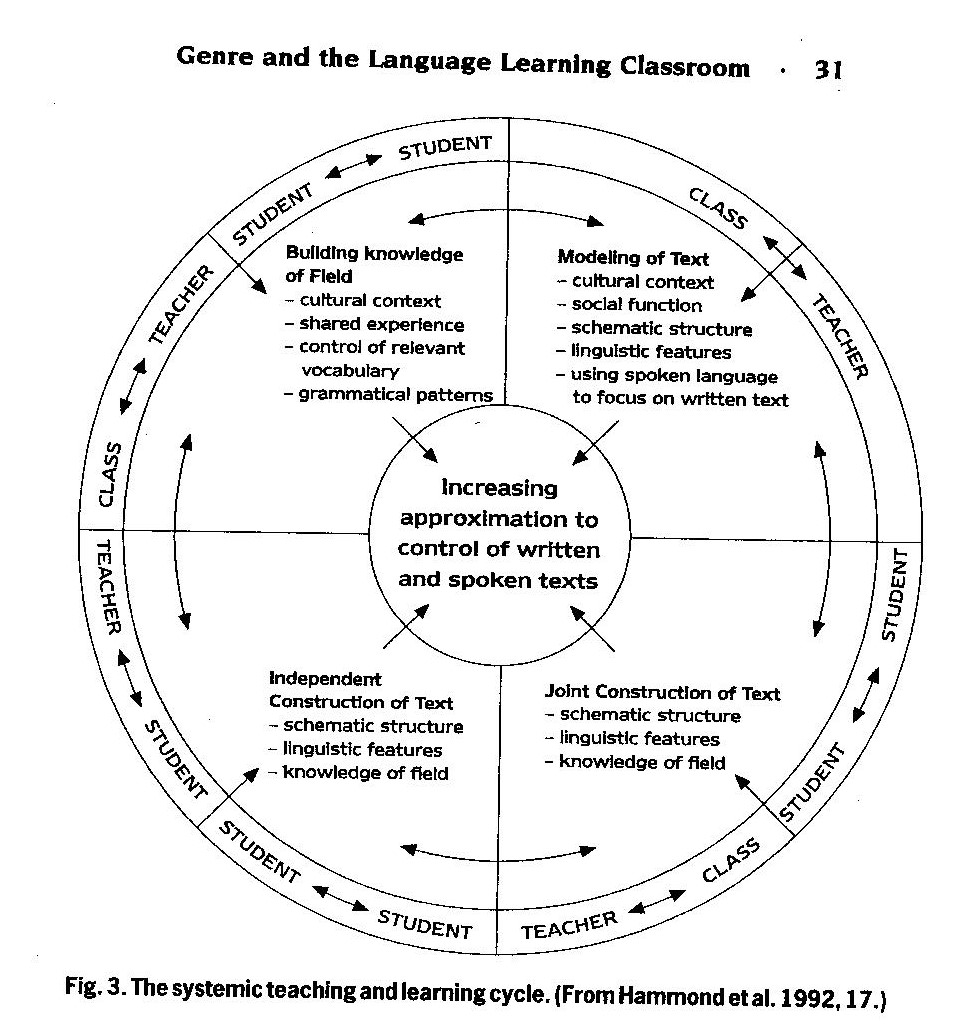 Genre and the Language Learning Classroom · 31
STUDENT
STUDENT
CLASS
TEACHER
TEACHER
CLASS
Building knowledge
of Field
– cultural context
– shared experience
– control of relevant
vocabulary
– grammatical patterns
Modeling of Text
– cultural context
– social function
– schematic structure
– linguistic features
– using spoken language
to focus on written text
Increasing
approximation to
control of written
and spoken texts
TEACHER
STUDENT
STUDENT
STUDENT
Independent
Construction of Text
– schematic structure
– linguistic features
– knowledge of field
Joint Construction of Text
– schematic structure
– linguistic features
– knowledge of field
STUDENT
STUDENT
CLASS
TEACHER
Fig. 3. The systemic teaching and learning cycle. (From Hammond et al. 1992, 17.)